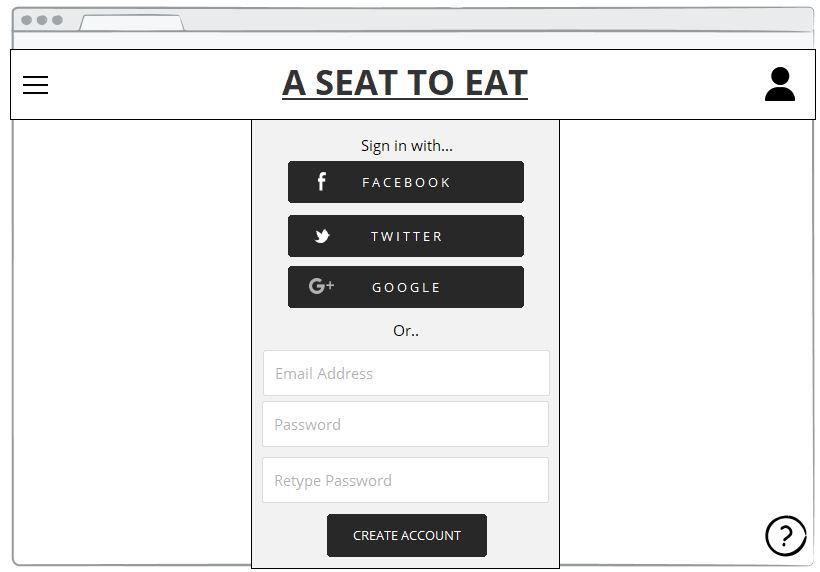 A SEAT TO EAT
Sign in with...
FACEBOOK
TWITTER
GOOGLE
Or..
Email Address
Password
Retype Password
CREATE ACCOUNT
?